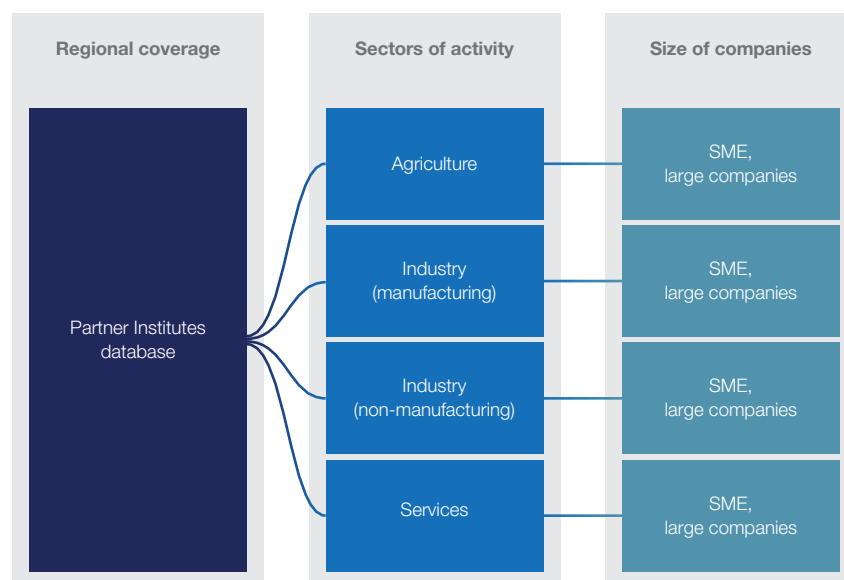 Regional coverage
Sectors of activity
Size of companies
Partner Institutes
database
Agriculture
SME,
large companies
Industry
(manufacturing)
SME,
large companies
Industry
(non-manufacturing)
SME,
large companies
Services
SME,
large companies